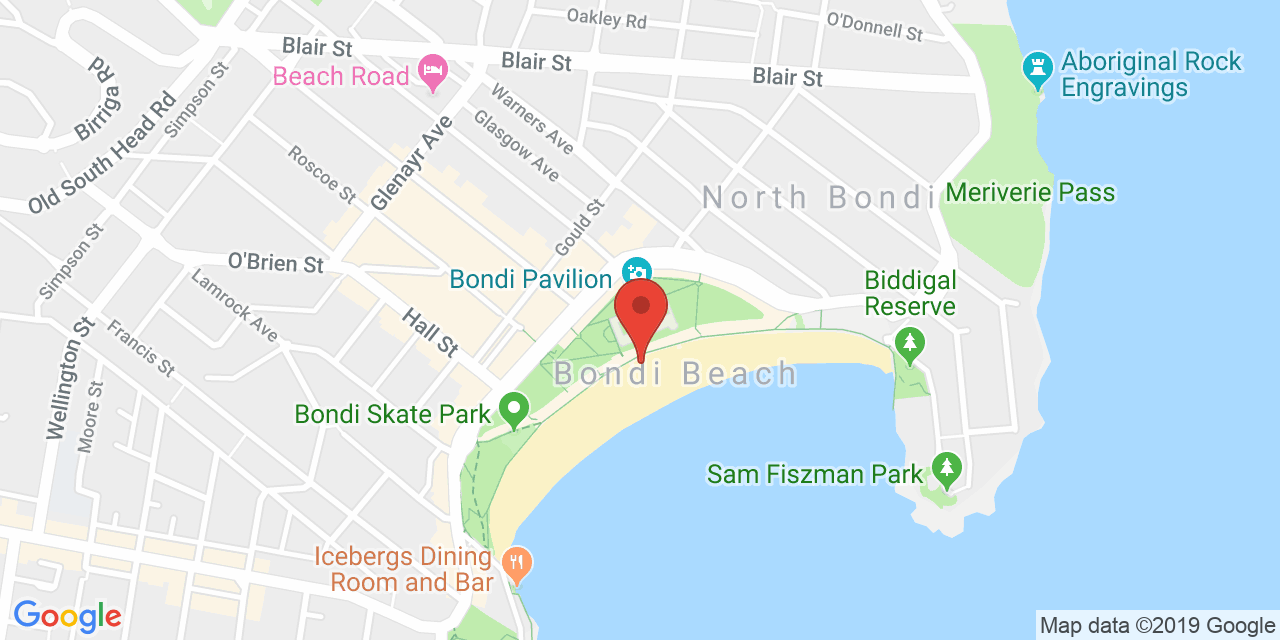 Oakley Rd
O'Donnell St
Blair St
Blair St
Blair St
Beach Road
Aboriginal Rock
Engravings
Birriga Rd
Simpson St
Old South Head Rd
Warners Ave
Glasgow Ave
Glenayr Ave
Roscoe St
North Bondi
Meriverie Pass
Gould St
Simpson St
O'Brien St
Bondi Pavilion
Biddigal
Reserve
Lamrock Ave
Hall St
Francis St
Wellington St
Moore St
Bondi Beach
Bondi Skate Park
Sam Fiszman Park
Icebergs Dining
Room and Bar
Google
Map data ©2019 Google